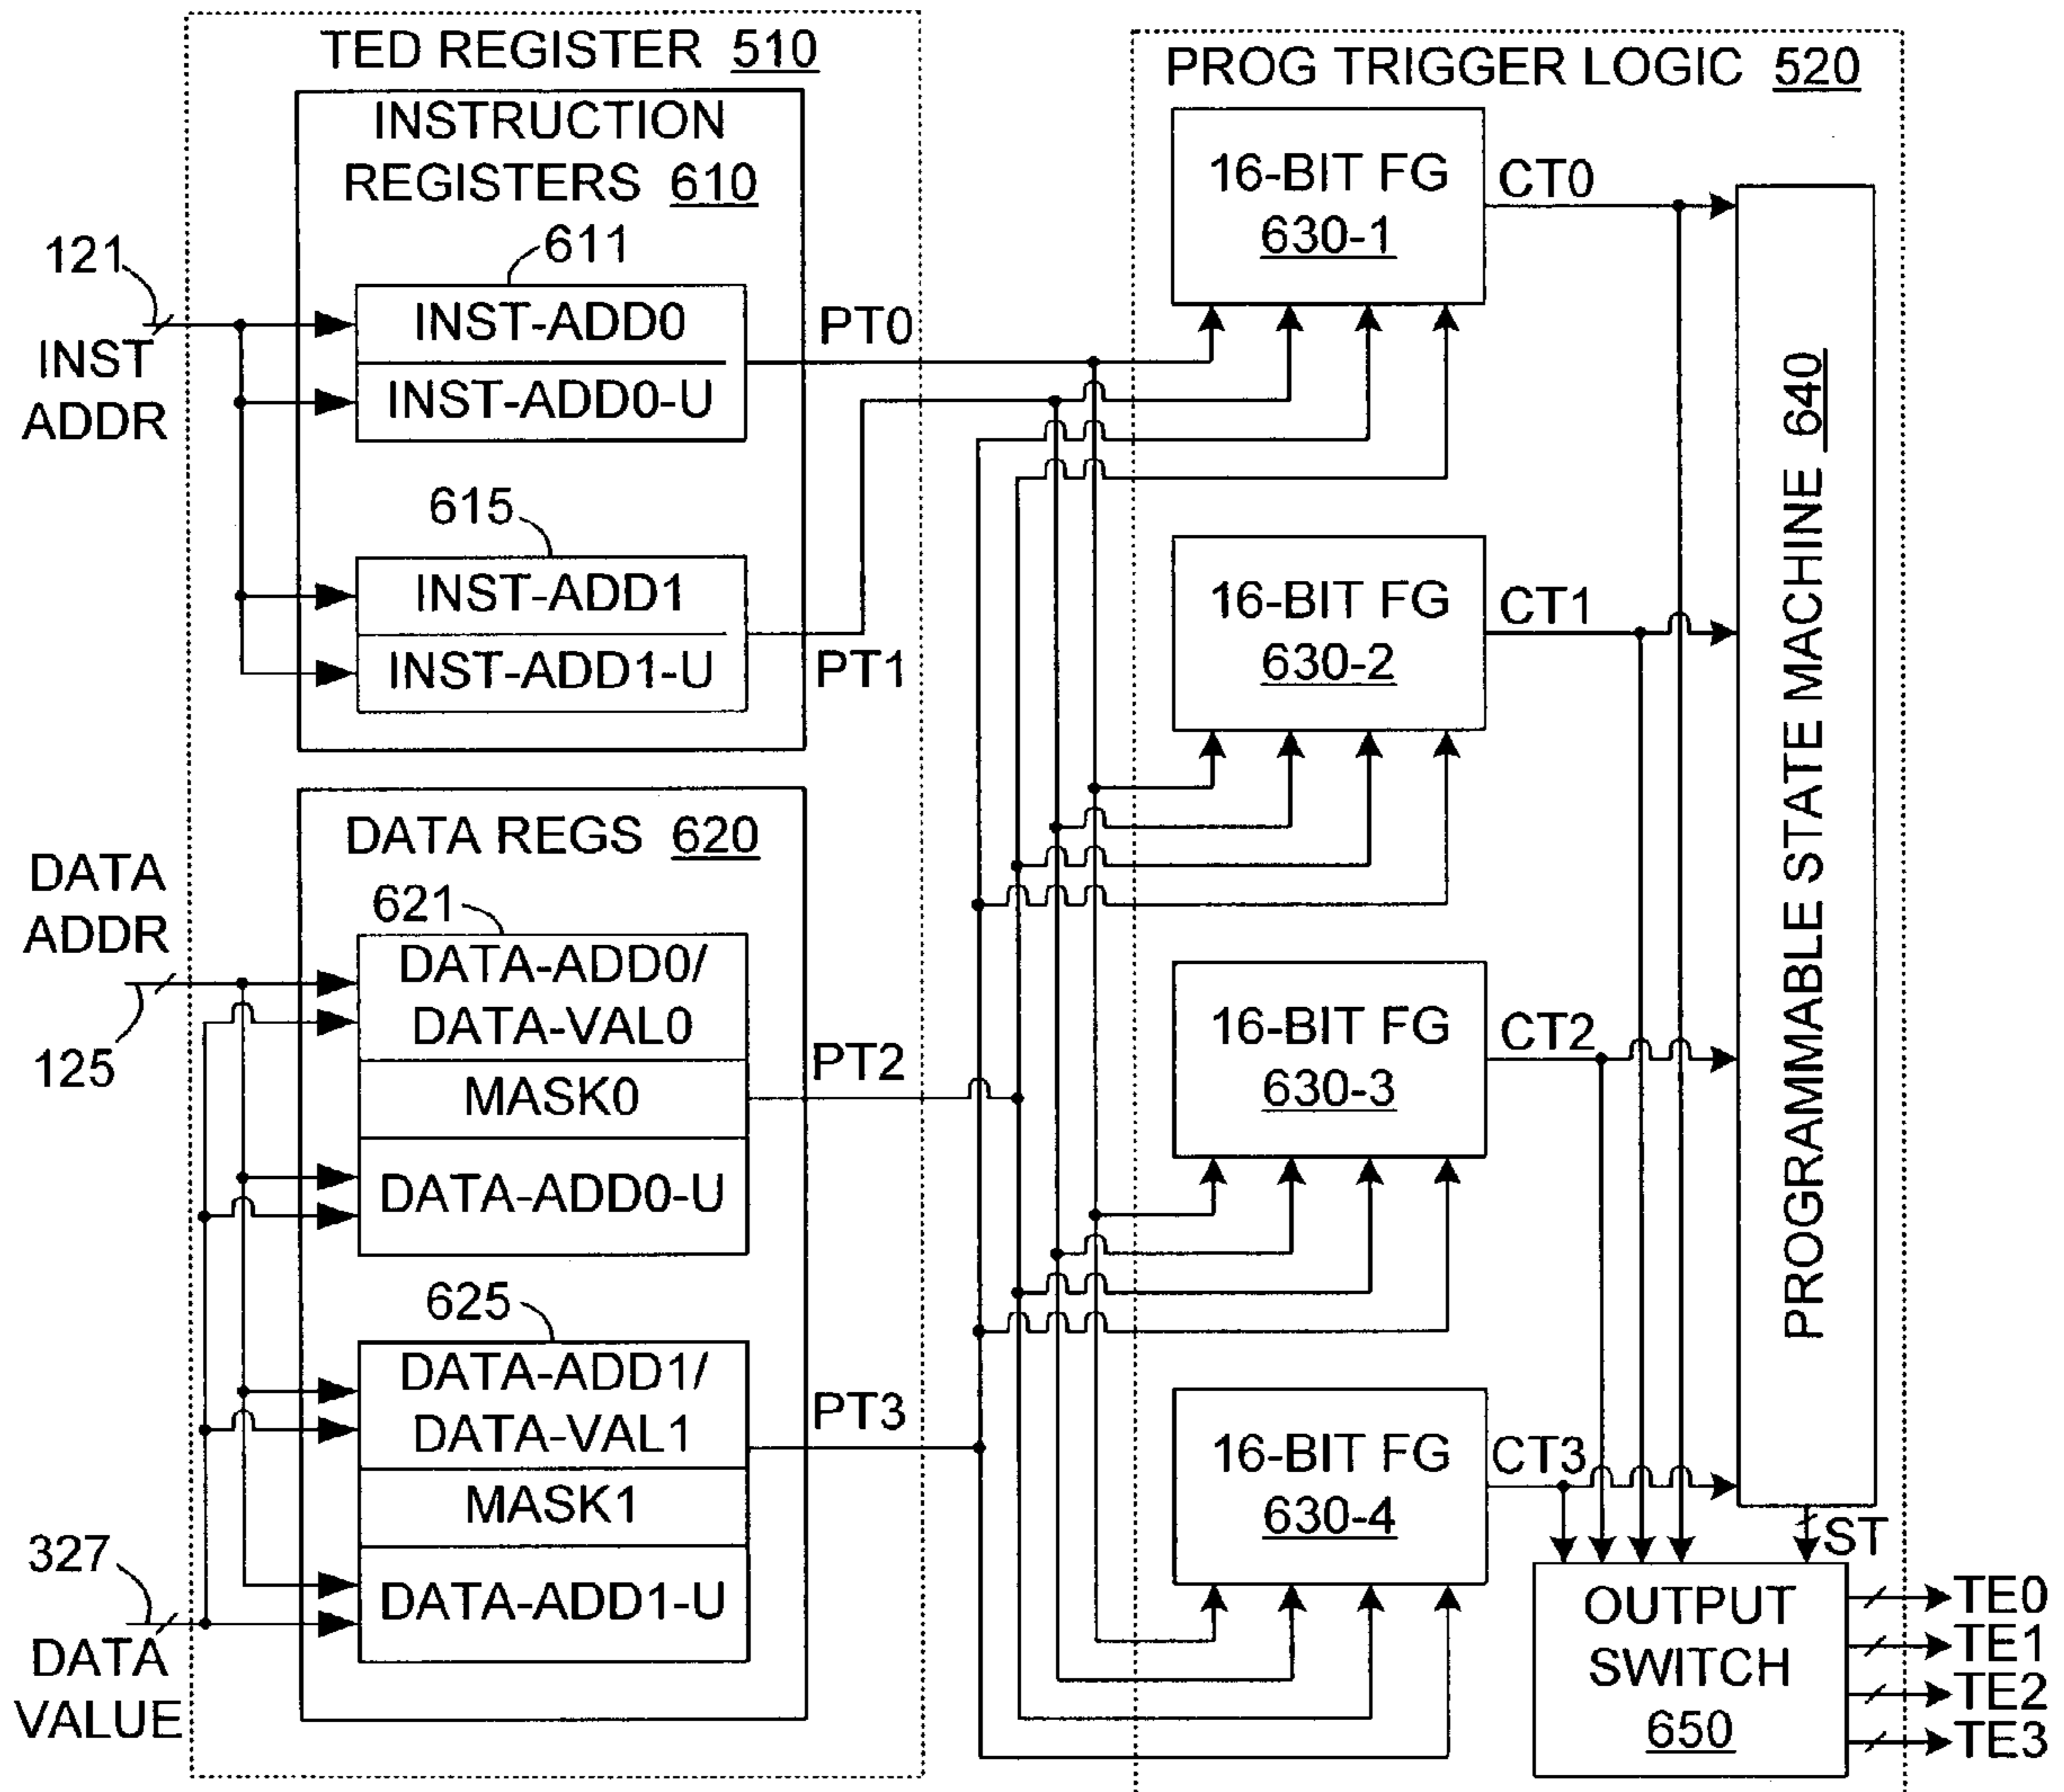 TED REGISTER 510
INSTRUCTION
REGISTERS 610
611
121
INST
ADDR
INST-ADD0
INST-ADD0-U
PT0
615
INST-ADD1
INST-ADD1-U
PT1
DATA REGS 620
DATA
ADDR
621
125
DATA-ADD0/
DATA-VAL0
MASK0
DATA-ADD0-U
PT2
625
DATA-ADD1/
DATA-VAL1
MASK1
DATA-ADD1-U
PT3
327
DATA
VALUE
PROG TRIGGER LOGIC 520
16-BIT FG
630-1
CT0
16-BIT FG
630-2
CT1
16-BIT FG
630-3
CT2
16-BIT FG
630-4
CT3
PROGRAMMABLE STATE MACHINE 640
ST
OUTPUT
SWITCH
650
TE0
TE1
TE2
TE3